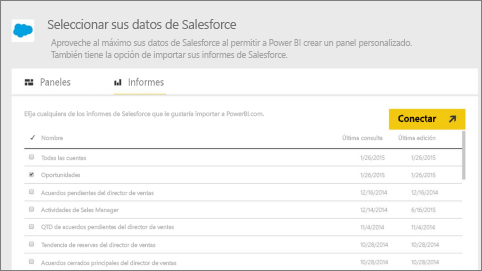 Seleccionar sus datos de Salesforce
Aproveche al máximo sus datos de Salesforce al permitir a Power BI crear un panel personalizado.
También tiene la opción de importar sus informes de Salesforce.
Paneles Informes
Elija cualquiera de los informes de Salesforce que le gustaría importar a PowerBI.com.
Conectar
Nombre Última consulta Última edición
Todas las cuentas 1/26/2015 1/26/2015
Oportunidades 1/26/2015 1/26/2015
Acuerdos pendientes del director de ventas 12/16/2014 12/16/2014
Actividades de Sales Manager 12/14/2014 6/16/2015
QTD de acuerdos pendientes del director de ventas 11/4/2014 11/4/2014
Tendencia de reservas del director de ventas 10/28/2014 10/28/2014
Acuerdos cerrados principales del director de ventas 10/28/2014 10/28/2014